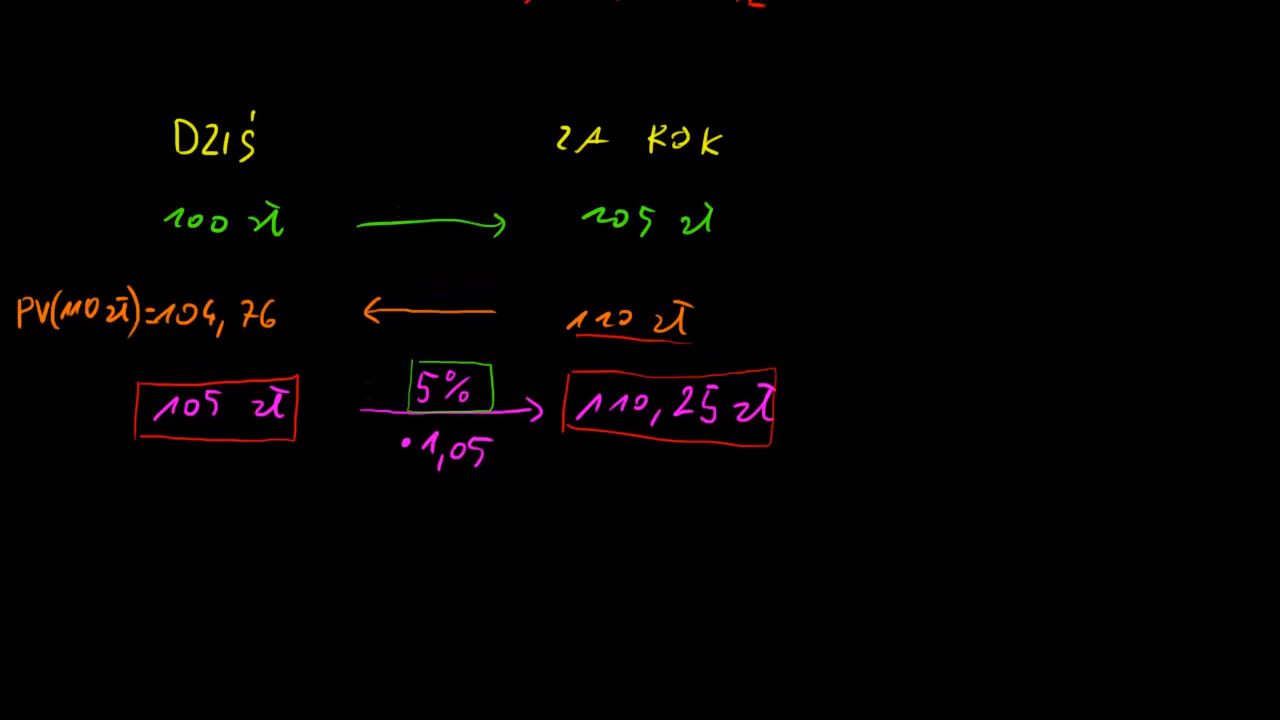 DZIŚ ZA ROK
100 zł → 105 zł
PV(110 zł)=104,76 ← 110 zł
105 zł 5% 110,25 zł
•1,05